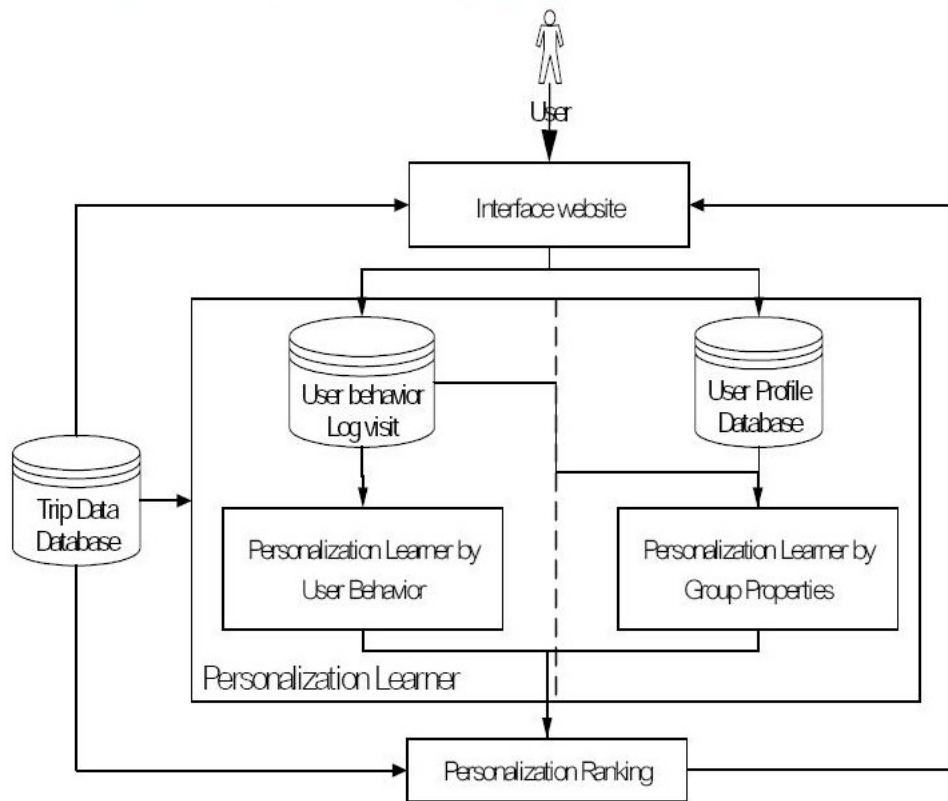 User
Interface website
User behavior
Log visit
User Profile
Database
Trip Data
Database
Personalization Learner by
User Behavior
Personalization Learner by
Group Properties
Personalization Learner
Personalization Ranking